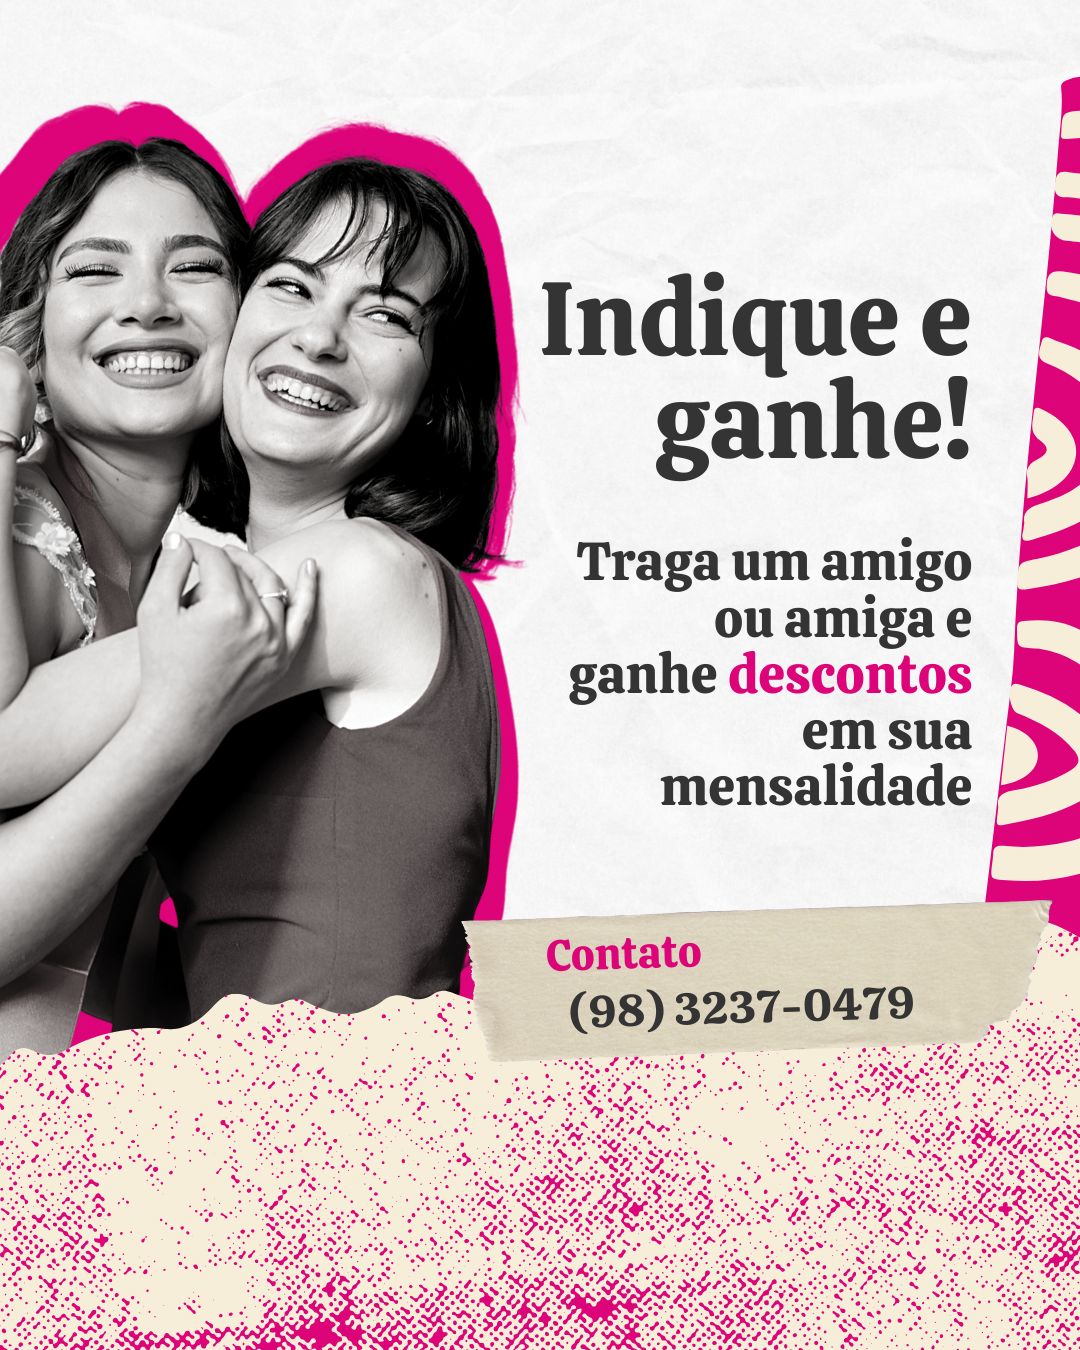 Indique e
ganhe!
Traga um amigo
ou amiga e
ganhe descontos
em sua
mensalidade
Contato
(98) 3237-0479